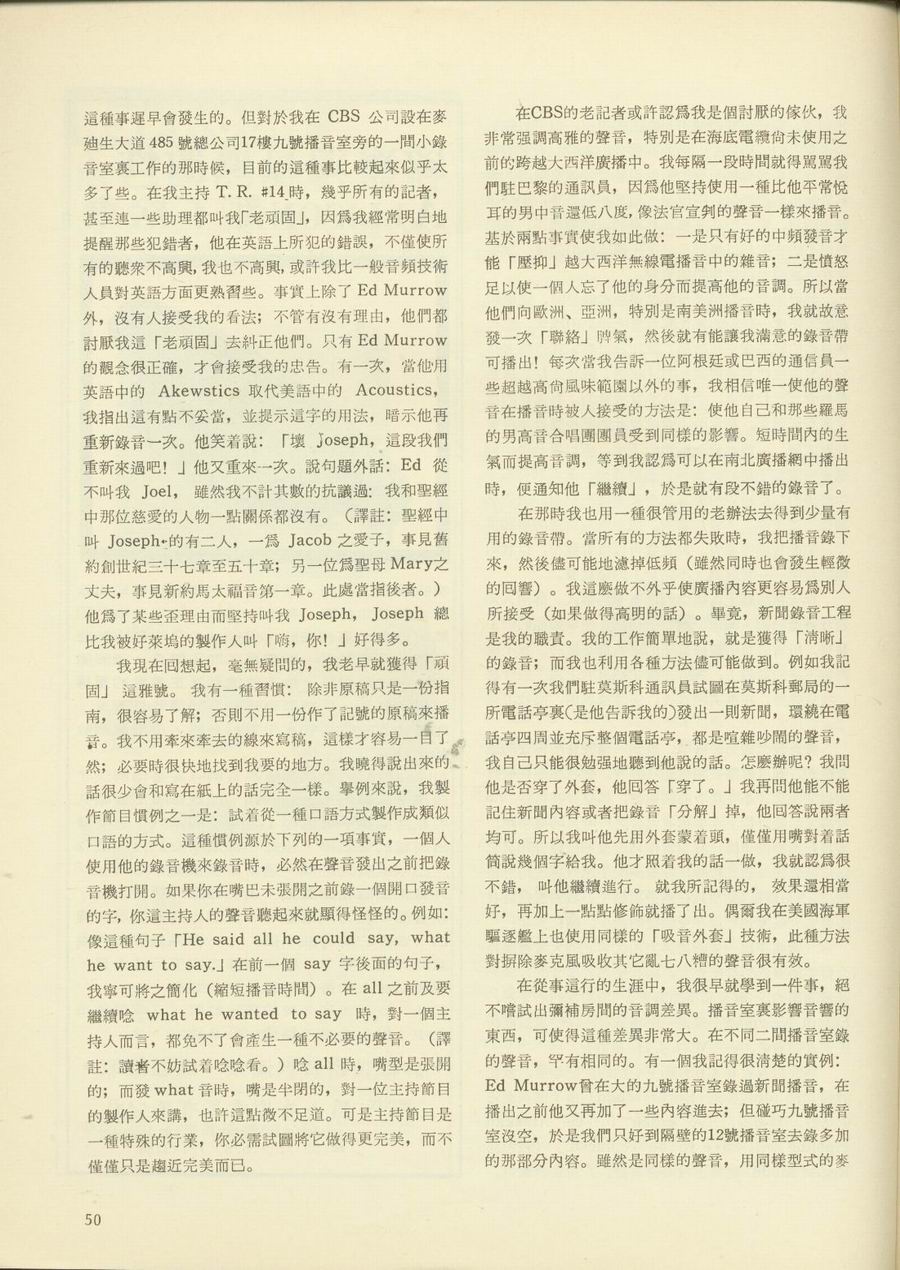 這種事遲早會發生的。但對於我在 CBS 公司設在麥
廸生大道 485 號總公司17樓九號播音室旁的一間小錄
音室裏工作的那時候，目前的這種事比較起來似乎太
多了些。在我主持 T. R. #14 時，幾乎所有的記者，
甚至連一些助理都叫我「老頑固」，因爲我經常明白地
提醒那些犯錯者，他在英語上所犯的錯誤，不僅使所
有的聽衆不高興，我也不高興，或許我比一般音頻技術
人員對英語方面更熟習些。事實上除了 Ed Murrow
外，沒有人接受我的看法；不管有沒有理由，他們都
討厭我這「老頑固」去糾正他們。只有 Ed Murrow
的觀念很正確，才會接受我的忠告。有一次，當他用
英語中的 Akewstics 取代美語中的 Acoustics，
我指出這有點不妥當，並提示這字的用法，暗示他再
重新錄音一次。他笑着說：「壞 Joseph，這段我們
重新來過吧！」他又重來一次。說句題外話：Ed 從
不叫我 Joel，雖然我不計其數的抗議過：我和聖經
中那位慈愛的人物一點關係都沒有。（譯註：聖經中
叫 Joseph 的有二人，一爲 Jacob 之愛子，事見舊
約創世紀三十七章至五十章；另一位爲聖母 Mary之
丈夫，事見新約馬太福音第一章。此處當指後者。）
他爲了某些歪理由而堅持叫我 Joseph，Joseph 總
比我被好萊塢的製作人叫「嗨，你！」好得多。
我現在回想起，毫無疑問的，我老早就獲得「頑
固」這雅號。我有一種習慣：除非原稿只是一份指
南，很容易了解；否則不用一份作了記號的原稿來播
音。我不用牽來牽去的線來寫稿，這樣才容易一目了
然；必要時很快地找到我要的地方。我曉得說出來的
話很少會和寫在紙上的話完全一樣。舉例來說，我製
作節目慣例之一是：試着從一種口語方式製作成類似
口語的方式。這種慣例源於下列的一項事實，一個人
使用他的錄音機來錄音時，必然在聲音發出之前把錄
音機打開。如果你在嘴巴未張開之前錄一個開口發音
的字，你這主持人的聲音聽起來就顯得怪怪的。例如：
像這種句子「He said all he could say, what
he want to say.」在前一個 say 字後面的句子，
我寧可將之簡化（縮短播音時間）。在 all 之前及要
繼續唸 what he wanted to say 時，對一個主
持人而言，都免不了會產生一種不必要的聲音。（譯
註：讀者不妨試着唸唸看。）唸 all 時，嘴型是張開
的；而發 what 音時，嘴是半閉的，對一位主持節目
的製作人來講，也許這點微不足道。可是主持節目是
一種特殊的行業，你必需試圖將它做得更完美，而不
僅僅只是趨近完美而已。
在CBS的老記者或許認爲我是個討厭的傢伙，我
非常强調高雅的聲音，特別是在海底電纜尙未使用之
前的跨越大西洋廣播中。我每隔一段時間就得罵罵我
們駐巴黎的通訊員，因爲他堅持使用一種比他平常悅
耳的男中音還低八度，像法官宣判的聲音一樣來播音。
基於兩點事實使我如此做：一是只有好的中頻發音才
能「壓抑」越大西洋無線電播音中的雜音；二是憤怒
足以使一個人忘了他的身分而提高他的音調。所以當
他們向歐洲、亞洲，特別是南美洲播音時，我就故意
發一次「聯絡」脾氣，然後就有能讓我滿意的錄音帶
可播出！每次當我告訴一位阿根廷或巴西的通信員一
些超越高尙風味範圍以外的事，我相信唯一使他的聲
音在播音時被人接受的方法是：使他自己和那些羅馬
的男高音合唱團團員受到同樣的影響。短時間內的生
氣而提高音調，等到我認爲可以在南北廣播網中播出
時，便通知他「繼續」，於是就有段不錯的錄音了。
在那時我也用一種很管用的老辦法去得到少量有
用的錄音帶。當所有的方法都失敗時，我把播音錄下
來，然後儘可能地濾掉低頻（雖然同時也會發生輕微
的回響）。我這麽做不外乎使廣播內容更容易爲別人
所接受（如果做得高明的話）。畢竟，新聞錄音工程
是我的職責。我的工作簡單地說，就是獲得「清晰」
的錄音；而我也利用各種方法儘可能做到。例如我記
得有一次我們駐莫斯科通訊員試圖在莫斯科郵局的一
所電話亭裏(是他告訴我的)發出一則新聞，環繞在電
話亭四周並充斥整個電話亭，都是喧雜吵鬧的聲音，
我自己只能很勉强地聽到他說的話。怎麽辦呢？我問
他是否穿了外套，他回答「穿了。」我再問他能不能
記住新聞內容或者把錄音「分解」掉，他回答說兩者
均可。所以我叫他先用外套蒙着頭，僅僅用嘴對着話
筒說幾個字給我。他才照着我的話一做，我就認爲很
不錯，叫他繼續進行。就我所記得的，效果還相當
好，再加上一點點修飾就播了出。偶爾我在美國海軍
驅逐艦上也使用同樣的「吸音外套」技術，此種方法
對摒除麥克風吸收其它亂七八糟的聲音很有效。
在從事這行的生涯中，我很早就學到一件事，絕
不嚐試出彌補房間的音調差異。播音室裏影響音響的
東西，可使得這種差異非常大。在不同二間播音室錄
的聲音，罕有相同的。有一個我記得很淸楚的實例：
Ed Murrow曾在大的九號播音室錄過新聞播音，在
播出之前他又再加了一些內容進去；但碰巧九號播音
室沒空，於是我們只好到隔壁的12號播音室去錄多加
的那部分內容。雖然是同樣的聲音，用同樣型式的麥
50